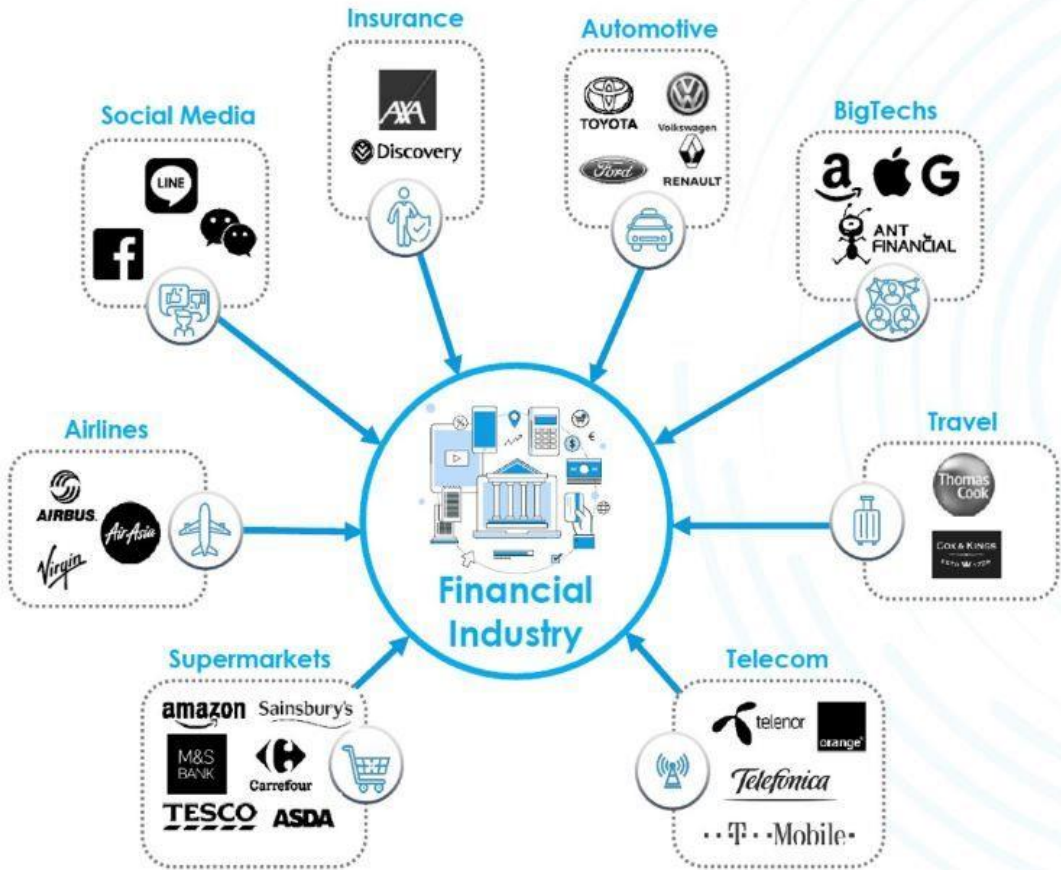 Insurance
AXA
Discovery
Automotive
TOYOTA
Volkswagen
Ford
RENAULT
Social Media
LINE
f
BigTechs
a
G
ANT
FINANCIAL
Airlines
AIRBUS
AirAsia
Virgin
Travel
Thomas
Cook
COX & KINGS
Financial
Industry
Supermarkets
amazon
Sainsbury's
M&S
BANK
Carrefour
TESCO
ASDA
Telecom
telenor
orange
Telefónica
T Mobile